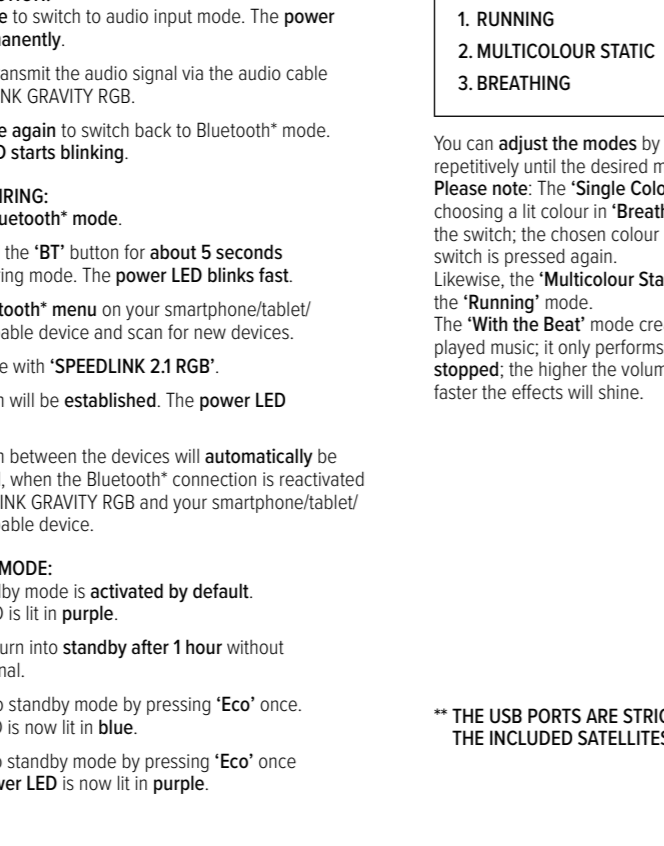 e to switch to audio input mode. The power
anently.
ansmit the audio signal via the audio cable
INK GRAVITY RGB.
e again to switch back to Bluetooth* mode.
D starts blinking.
IRING:
uetooth* mode.
the ‘BT’ button for about 5 seconds
ring mode. The power LED blinks fast.
tooth* menu on your smartphone/tablet/
able device and scan for new devices.
e with ‘SPEEDLINK 2.1 RGB’.
n will be established. The power LED
n between the devices will automatically be
, when the Bluetooth* connection is reactivated
INK GRAVITY RGB and your smartphone/tablet/
able device.
MODE:
dby mode is activated by default.
D is lit in purple.
urn into standby after 1 hour without
nal.
o standby mode by pressing ‘Eco’ once.
D is now lit in blue.
o standby mode by pressing ‘Eco’ once
wer LED is now lit in purple.
1. RUNNING
2. MULTICOLOUR STATIC
3. BREATHING
You can adjust the modes by
repetitively until the desired m
Please note: The ‘Single Colo
choosing a lit colour in ‘Breath
the switch; the chosen colour
switch is pressed again.
Likewise, the ‘Multicolour Sta
the ‘Running’ mode.
The ‘With the Beat’ mode crea
played music; it only performs
stopped; the higher the volum
faster the effects will shine.
** THE USB PORTS ARE STRIC
THE INCLUDED SATELLITES